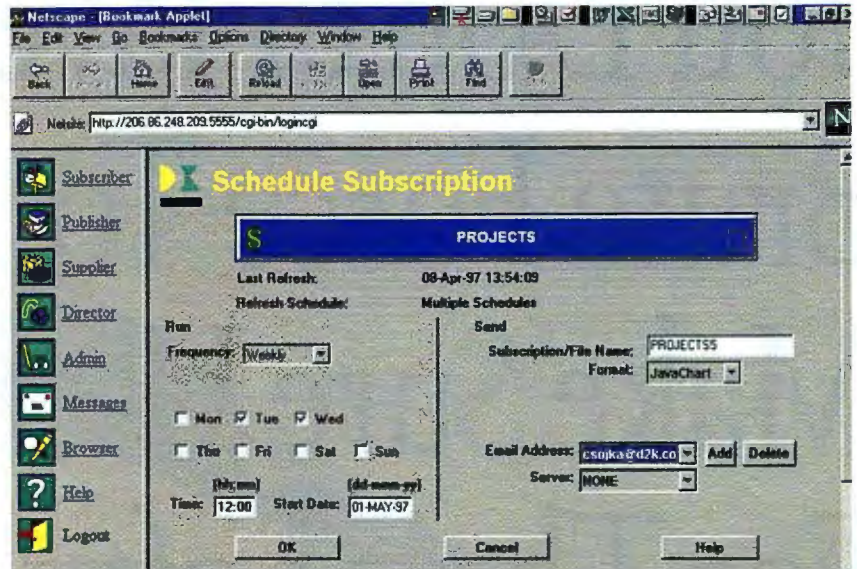 Netscape - [Bookmark Applet]
File Edit View Go Bookmarks Options Directory Window Help
Back Home Edit Reload Open Print Find
Netsite: http://206.86.248.209:5555/cgi-bin/logincgi
Subscriber
Publisher
Supplier
Director
Admin
Messages
Browser
Help
Logout
Schedule Subscription
PROJECTS
Last Refresh: 08-Apr-97 13:54:09
Refresh Schedule: Multiple Schedules
Run
Frequency: Weekly
Mon Tue Wed
Thu Fri Sat Sun
[hh:mm] [dd-mmm-yy]
Time: 12:00 Start Date: 01-MAY-97
Send
Subscription/File Name: PROJECTSS
Format: JavaChart
Email Address: csojka@d2k.co Add Delete
Server: NONE
OK Cancel Help